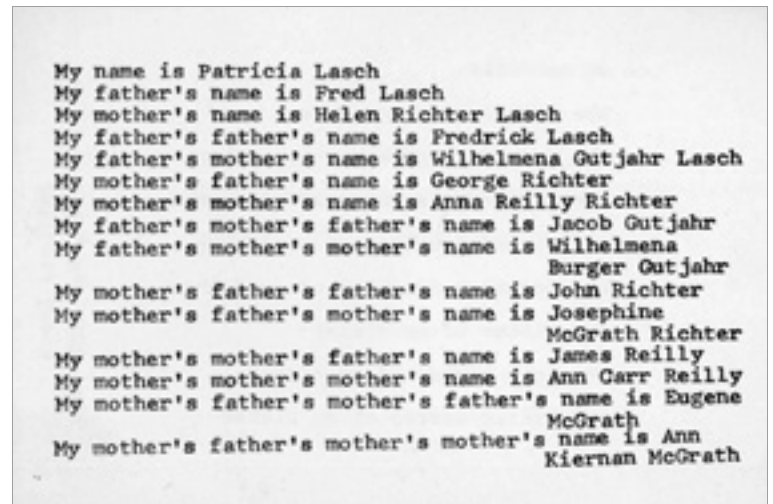 My name is Patricia Lasch
My father's name is Fred Lasch
My mother's name is Helen Richter Lasch
My father's father's name is Fredrick Lasch
My father's mother's name is Wilhelmena Gutjahr Lasch
My mother's father's name is George Richter
My mother's mother's name is Anna Reilly Richter
My father's mother's father's name is Jacob Gutjahr
My father's mother's mother's name is Wilhelmena
Burger Gutjahr
My mother's father's father's name is John Richter
My mother's father's mother's name is Josephine
McGrath Richter
My mother's mother's father's name is James Reilly
My mother's mother's mother's name is Ann Carr Reilly
My mother's father's mother's father's name is Eugene
McGrath
My mother's father's mother's mother's name is Ann
Kiernan McGrath